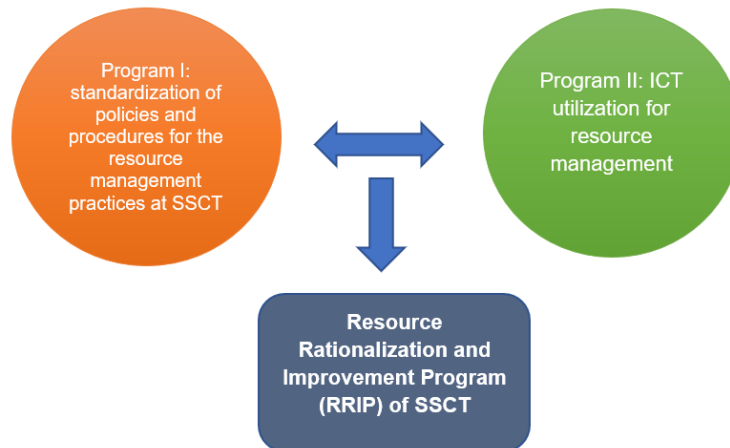 Program I:
standardization of
policies and
procedures for the
resource
management
practices at SSCT
Program II: ICT
utilization for
resource
management
Resource
Rationalization and
Improvement Program
(RRIP) of SSCT